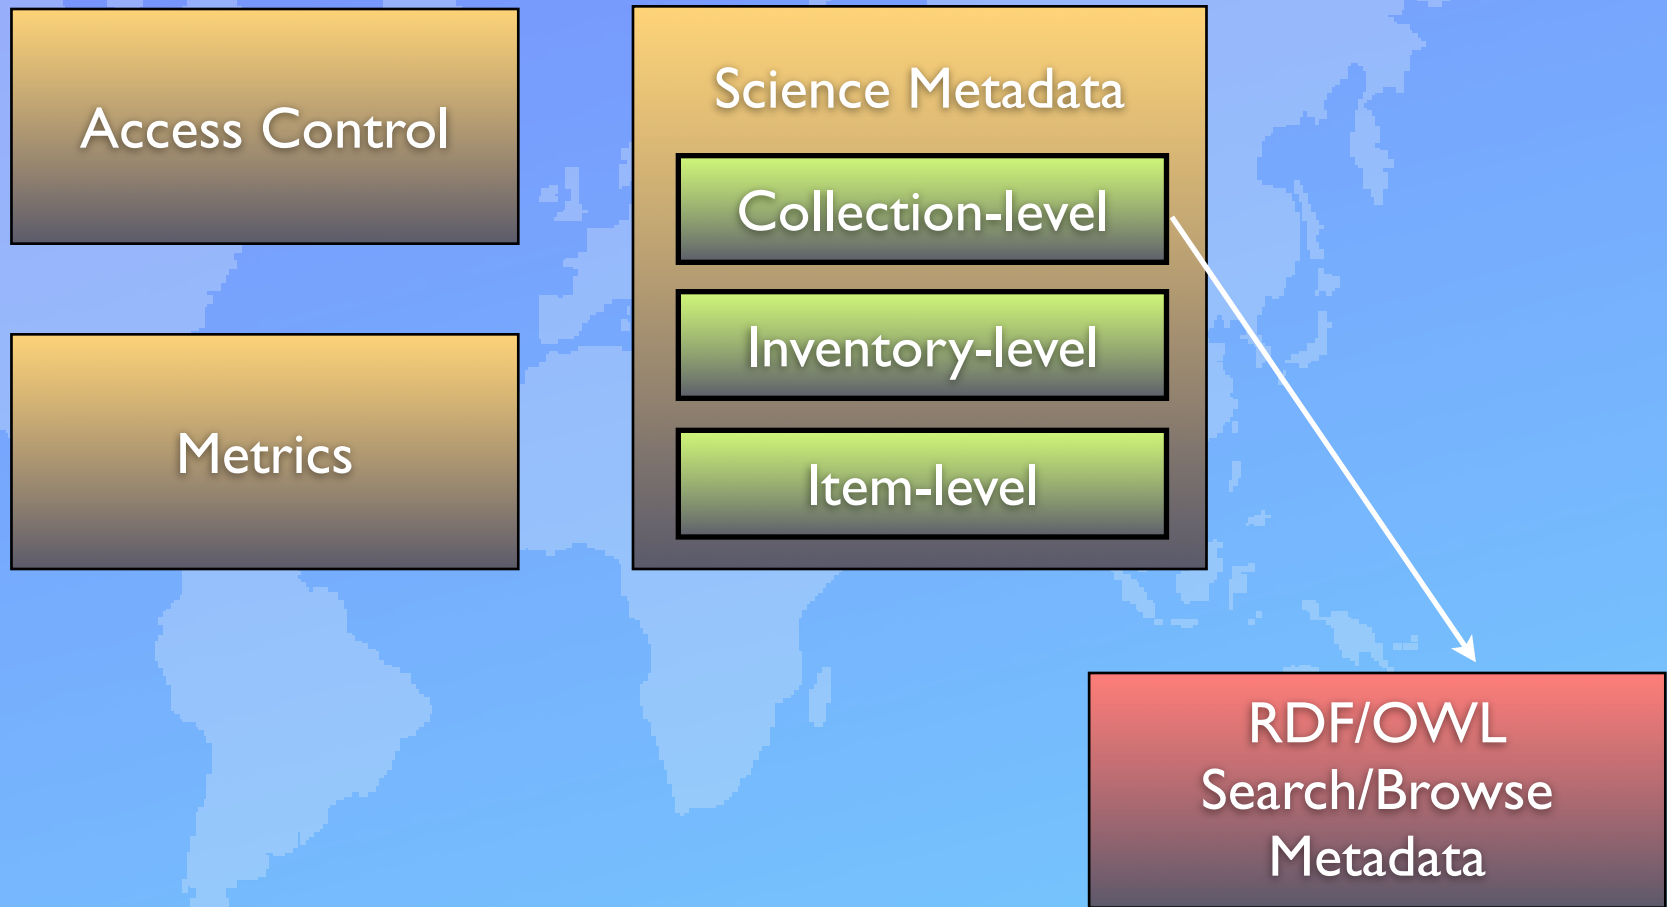 Access Control
Metrics
Science Metadata
Collection-level
Inventory-level
Item-level
RDF/OWL
Search/Browse
Metadata